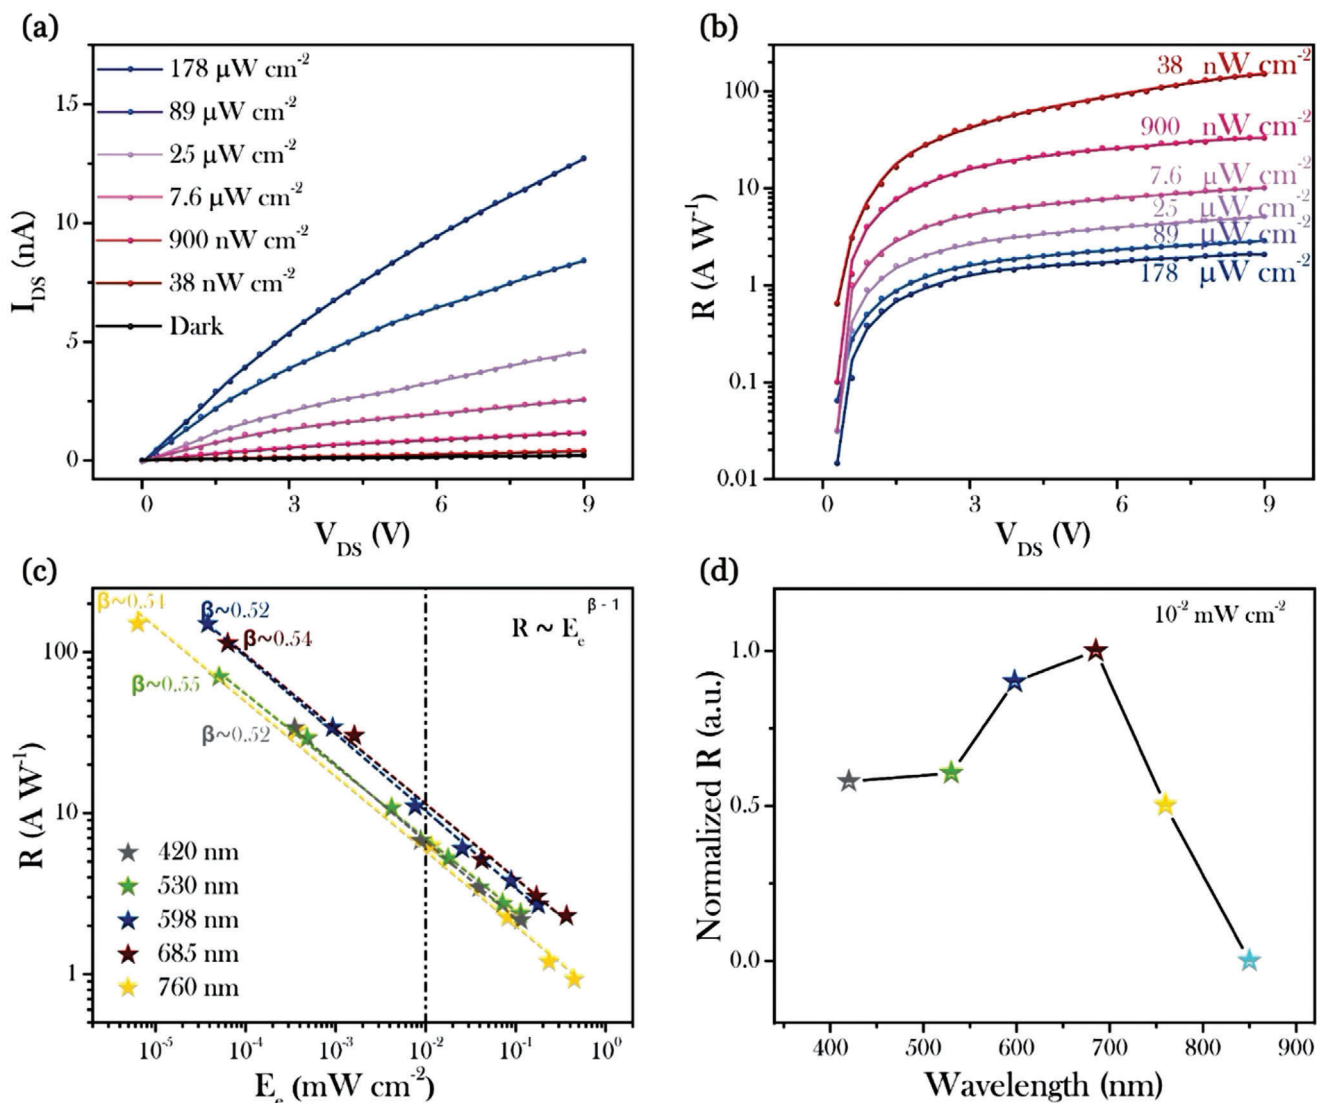 (a)
178 μW cm⁻²
89 μW cm⁻²
25 μW cm⁻²
7.6 μW cm⁻²
900 nW cm⁻²
38 nW cm⁻²
Dark
15
10
5
0
I_DS (nA)
0 3 6 9
V_DS (V)
(b)
38 nW cm⁻²
900 nW cm⁻²
7.6 μW cm⁻²
25 μW cm⁻²
89 μW cm⁻²
178 μW cm⁻²
100
10
1
0.1
0.01
R (A W⁻¹)
0 3 6 9
V_DS (V)
(c)
β~0.54
β~0.52
β~0.54
β~0.55
β~0.52
R ~ E_e^(β - 1)
100
10
1
R (A W⁻¹)
420 nm
530 nm
598 nm
685 nm
760 nm
10⁻⁵ 10⁻⁴ 10⁻³ 10⁻² 10⁻¹ 10⁰
E_e (mW cm⁻²)
(d)
10⁻² mW cm⁻²
1.0
0.5
0.0
Normalized R (a.u.)
400 500 600 700 800 900
Wavelength (nm)